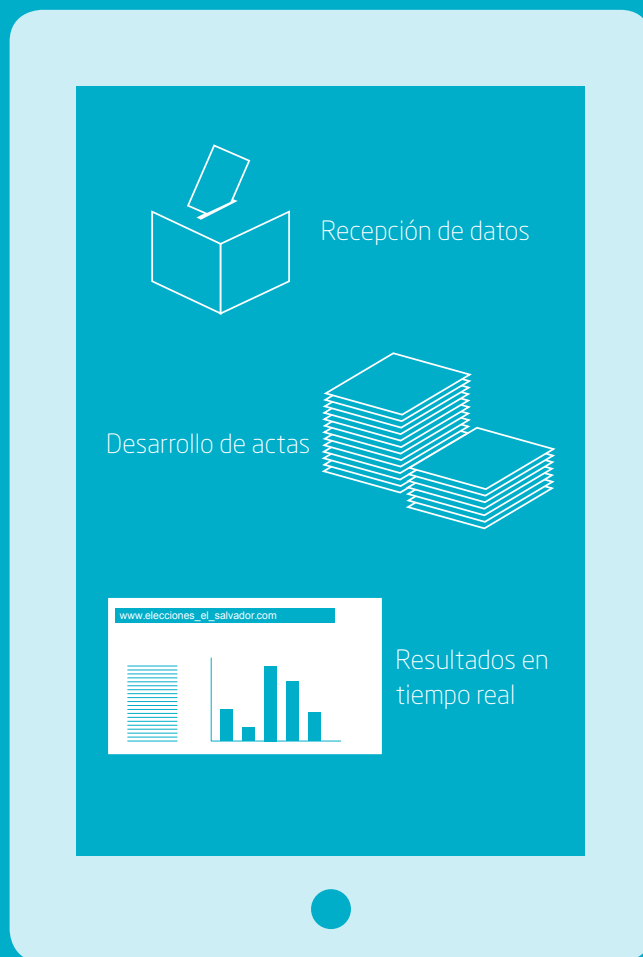 Recepción de datos
Desarrollo de actas
www.elecciones_el_salvador.com
Resultados en
tiempo real